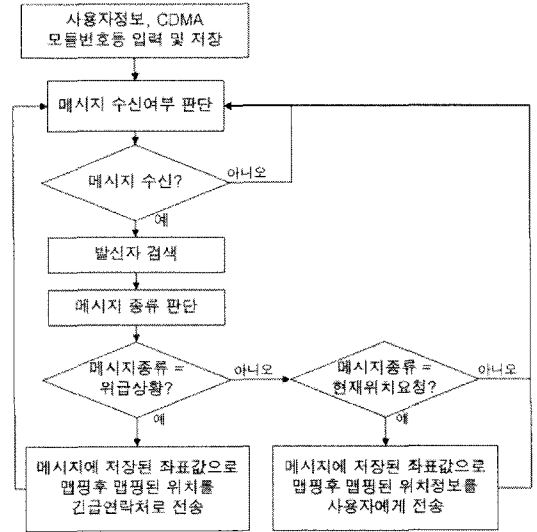 사용자정보, CDMA
모듈번호등 입력 및 저장
메시지 수신여부 판단
메시지 수신?
아니오
예
발신자 검색
메시지 종류 판단
메시지종류 =
위급상황?
아니오
예
메시지종류 =
현재위치요청?
아니오
예
메시지에 저장된 좌표값으로
맵핑후 맵핑된 위치를
긴급연락처로 전송
메시지에 저장된 좌표값으로
맵핑후 맵핑된 위치정보를
사용자에게 전송